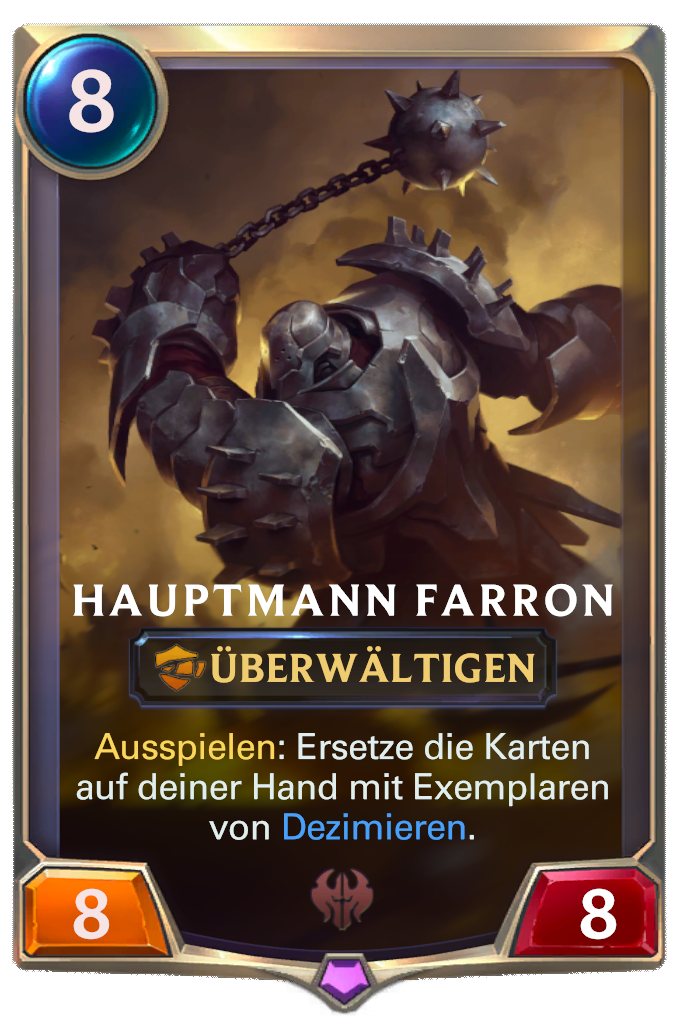 8
HAUPTMANN FARRON
ÜBERWÄLTIGEN
Ausspielen: Ersetze die Karten
auf deiner Hand mit Exemplaren
von Dezimieren.
8
8